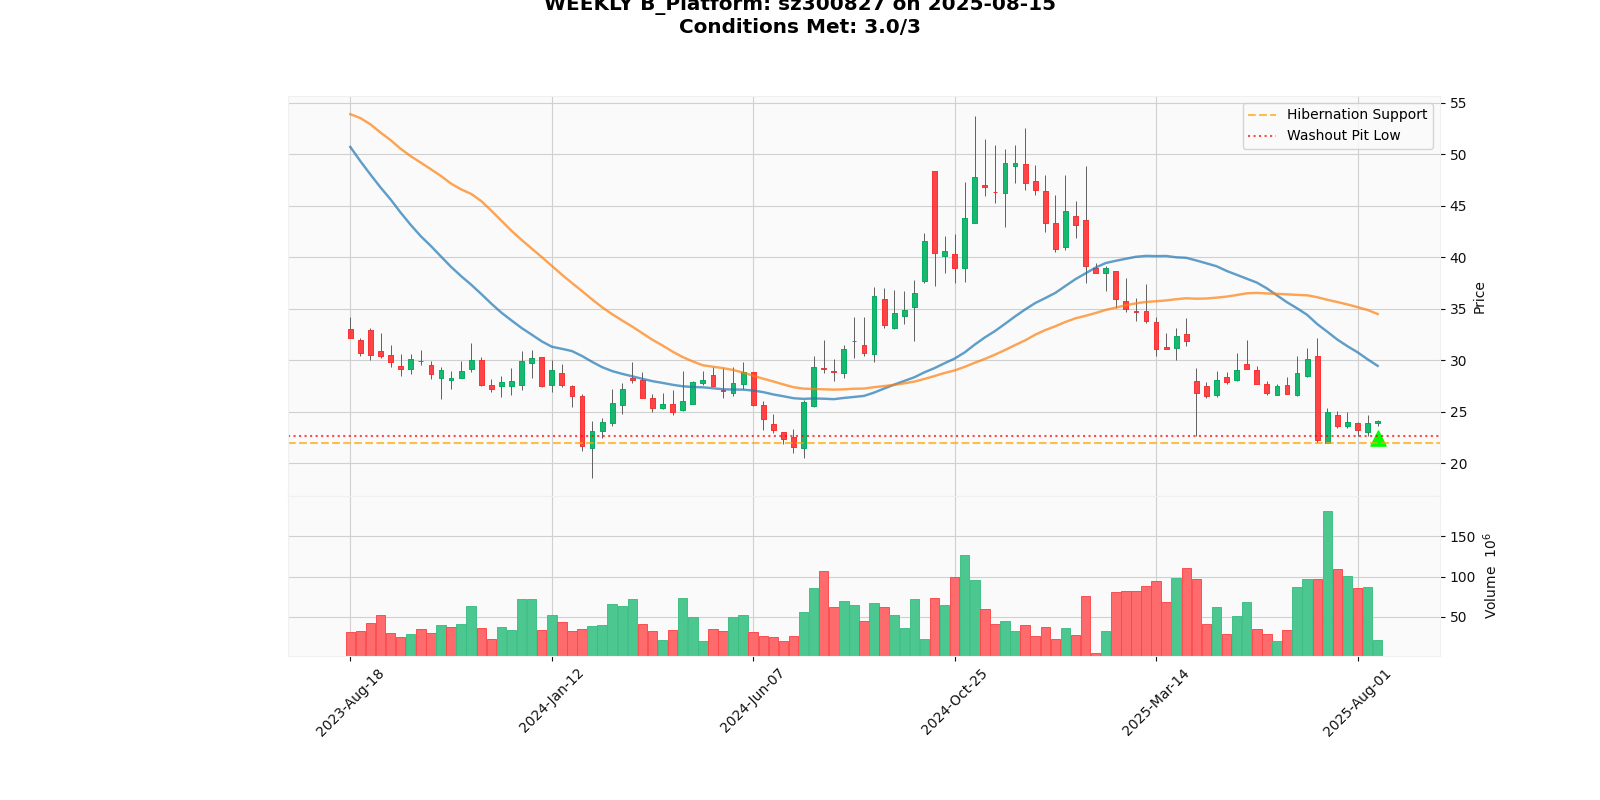 WEEKLY B_Platform: sz300827 on 2025-08-15
Conditions Met: 3.0/3
Hibernation Support
Washout Pit Low
55
50
45
40
35
30
25
20
Price
150
100
50
Volume 10⁶
2023-Aug-18
2024-Jan-12
2024-Jun-07
2024-Oct-25
2025-Mar-14
2025-Aug-01